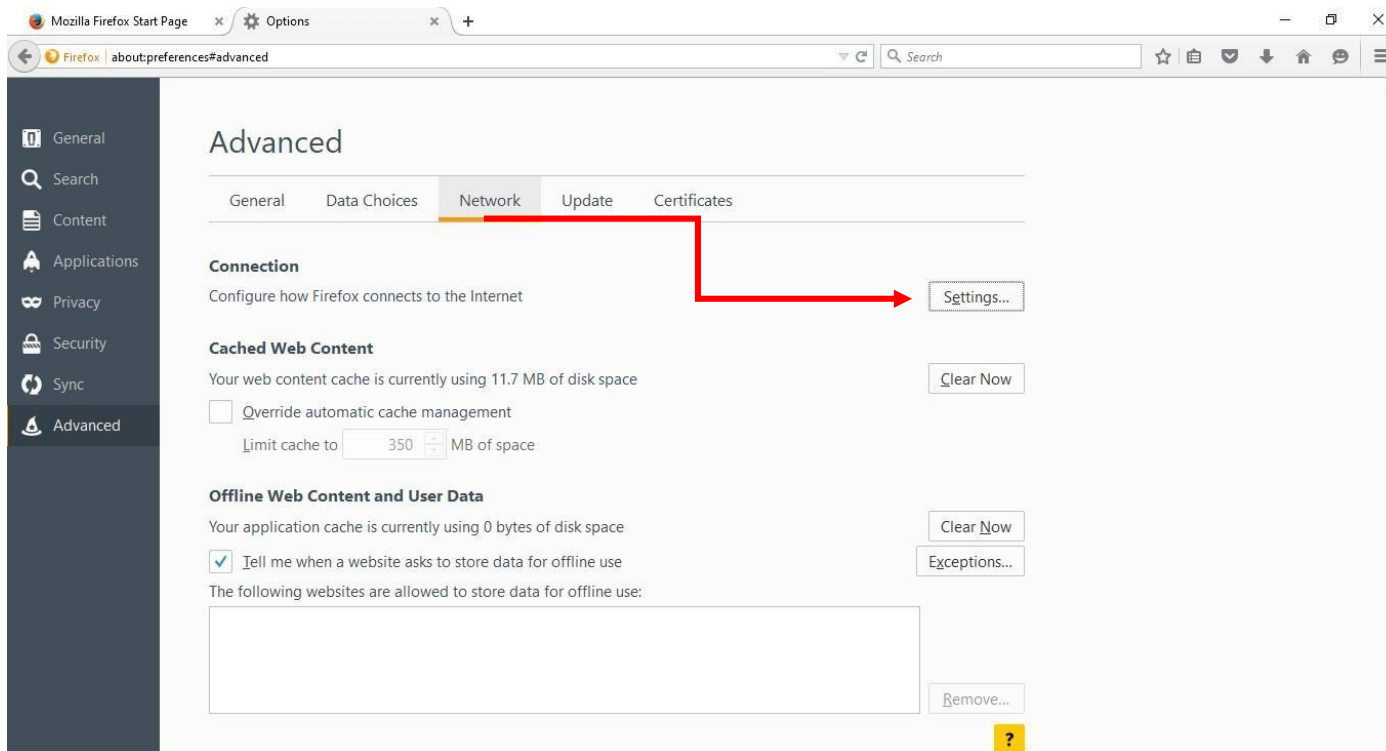 Mozilla Firefox Start Page
Options
Firefox about:preferences#advanced
Search
General
Search
Content
Applications
Privacy
Security
Sync
Advanced
Advanced
General Data Choices Network Update Certificates
Connection
Configure how Firefox connects to the Internet Settings...
Cached Web Content
Your web content cache is currently using 11.7 MB of disk space Clear Now
Override automatic cache management
Limit cache to 350 MB of space
Offline Web Content and User Data
Your application cache is currently using 0 bytes of disk space Clear Now
Tell me when a website asks to store data for offline use Exceptions...
The following websites are allowed to store data for offline use:
Remove...
?